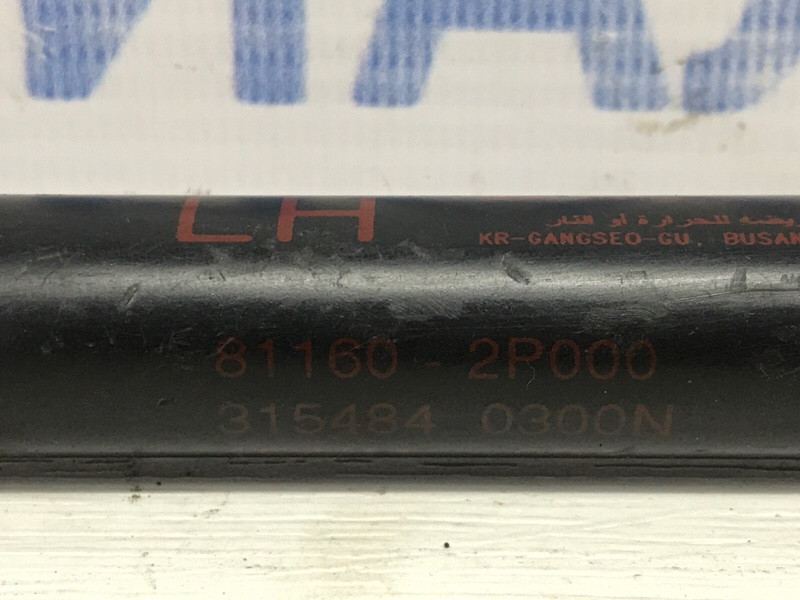 LH
للحرارة أو النار
KR-GANGSEO-GU, BUSAN
81160 - 2P000
315484 0300N